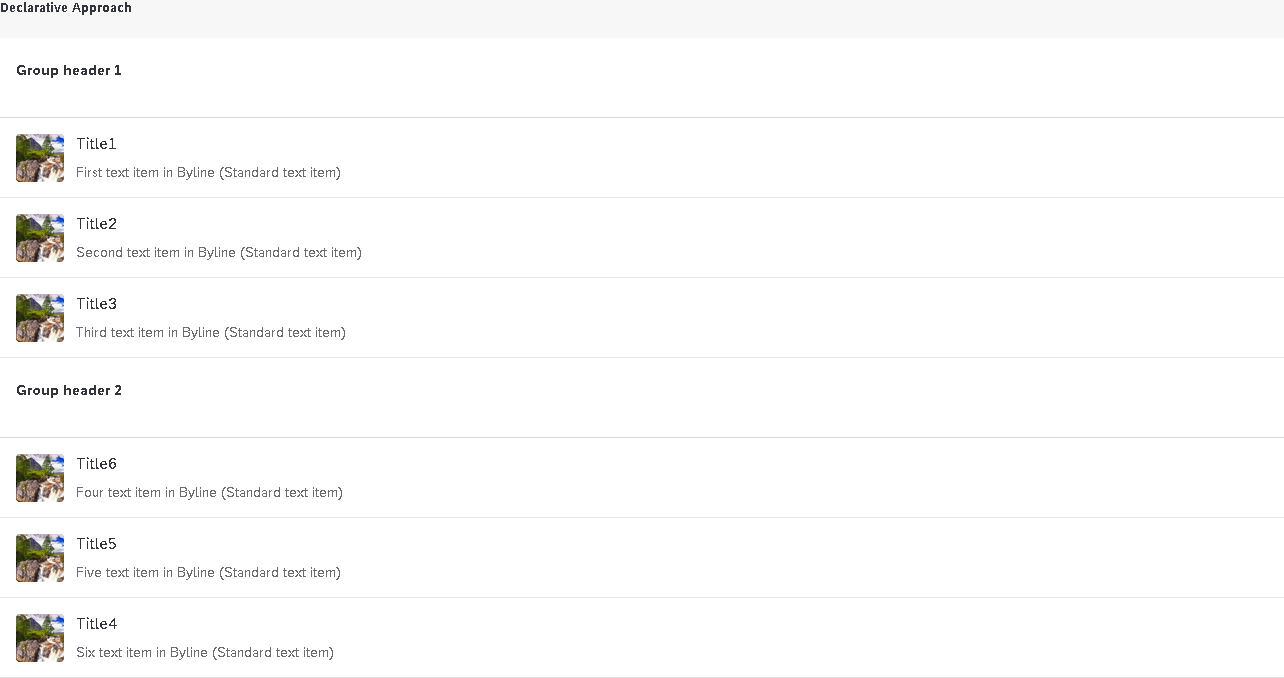 Declarative Approach
Group header 1
Title1
First text item in Byline (Standard text item)
Title2
Second text item in Byline (Standard text item)
Title3
Third text item in Byline (Standard text item)
Group header 2
Title6
Four text item in Byline (Standard text item)
Title5
Five text item in Byline (Standard text item)
Title4
Six text item in Byline (Standard text item)